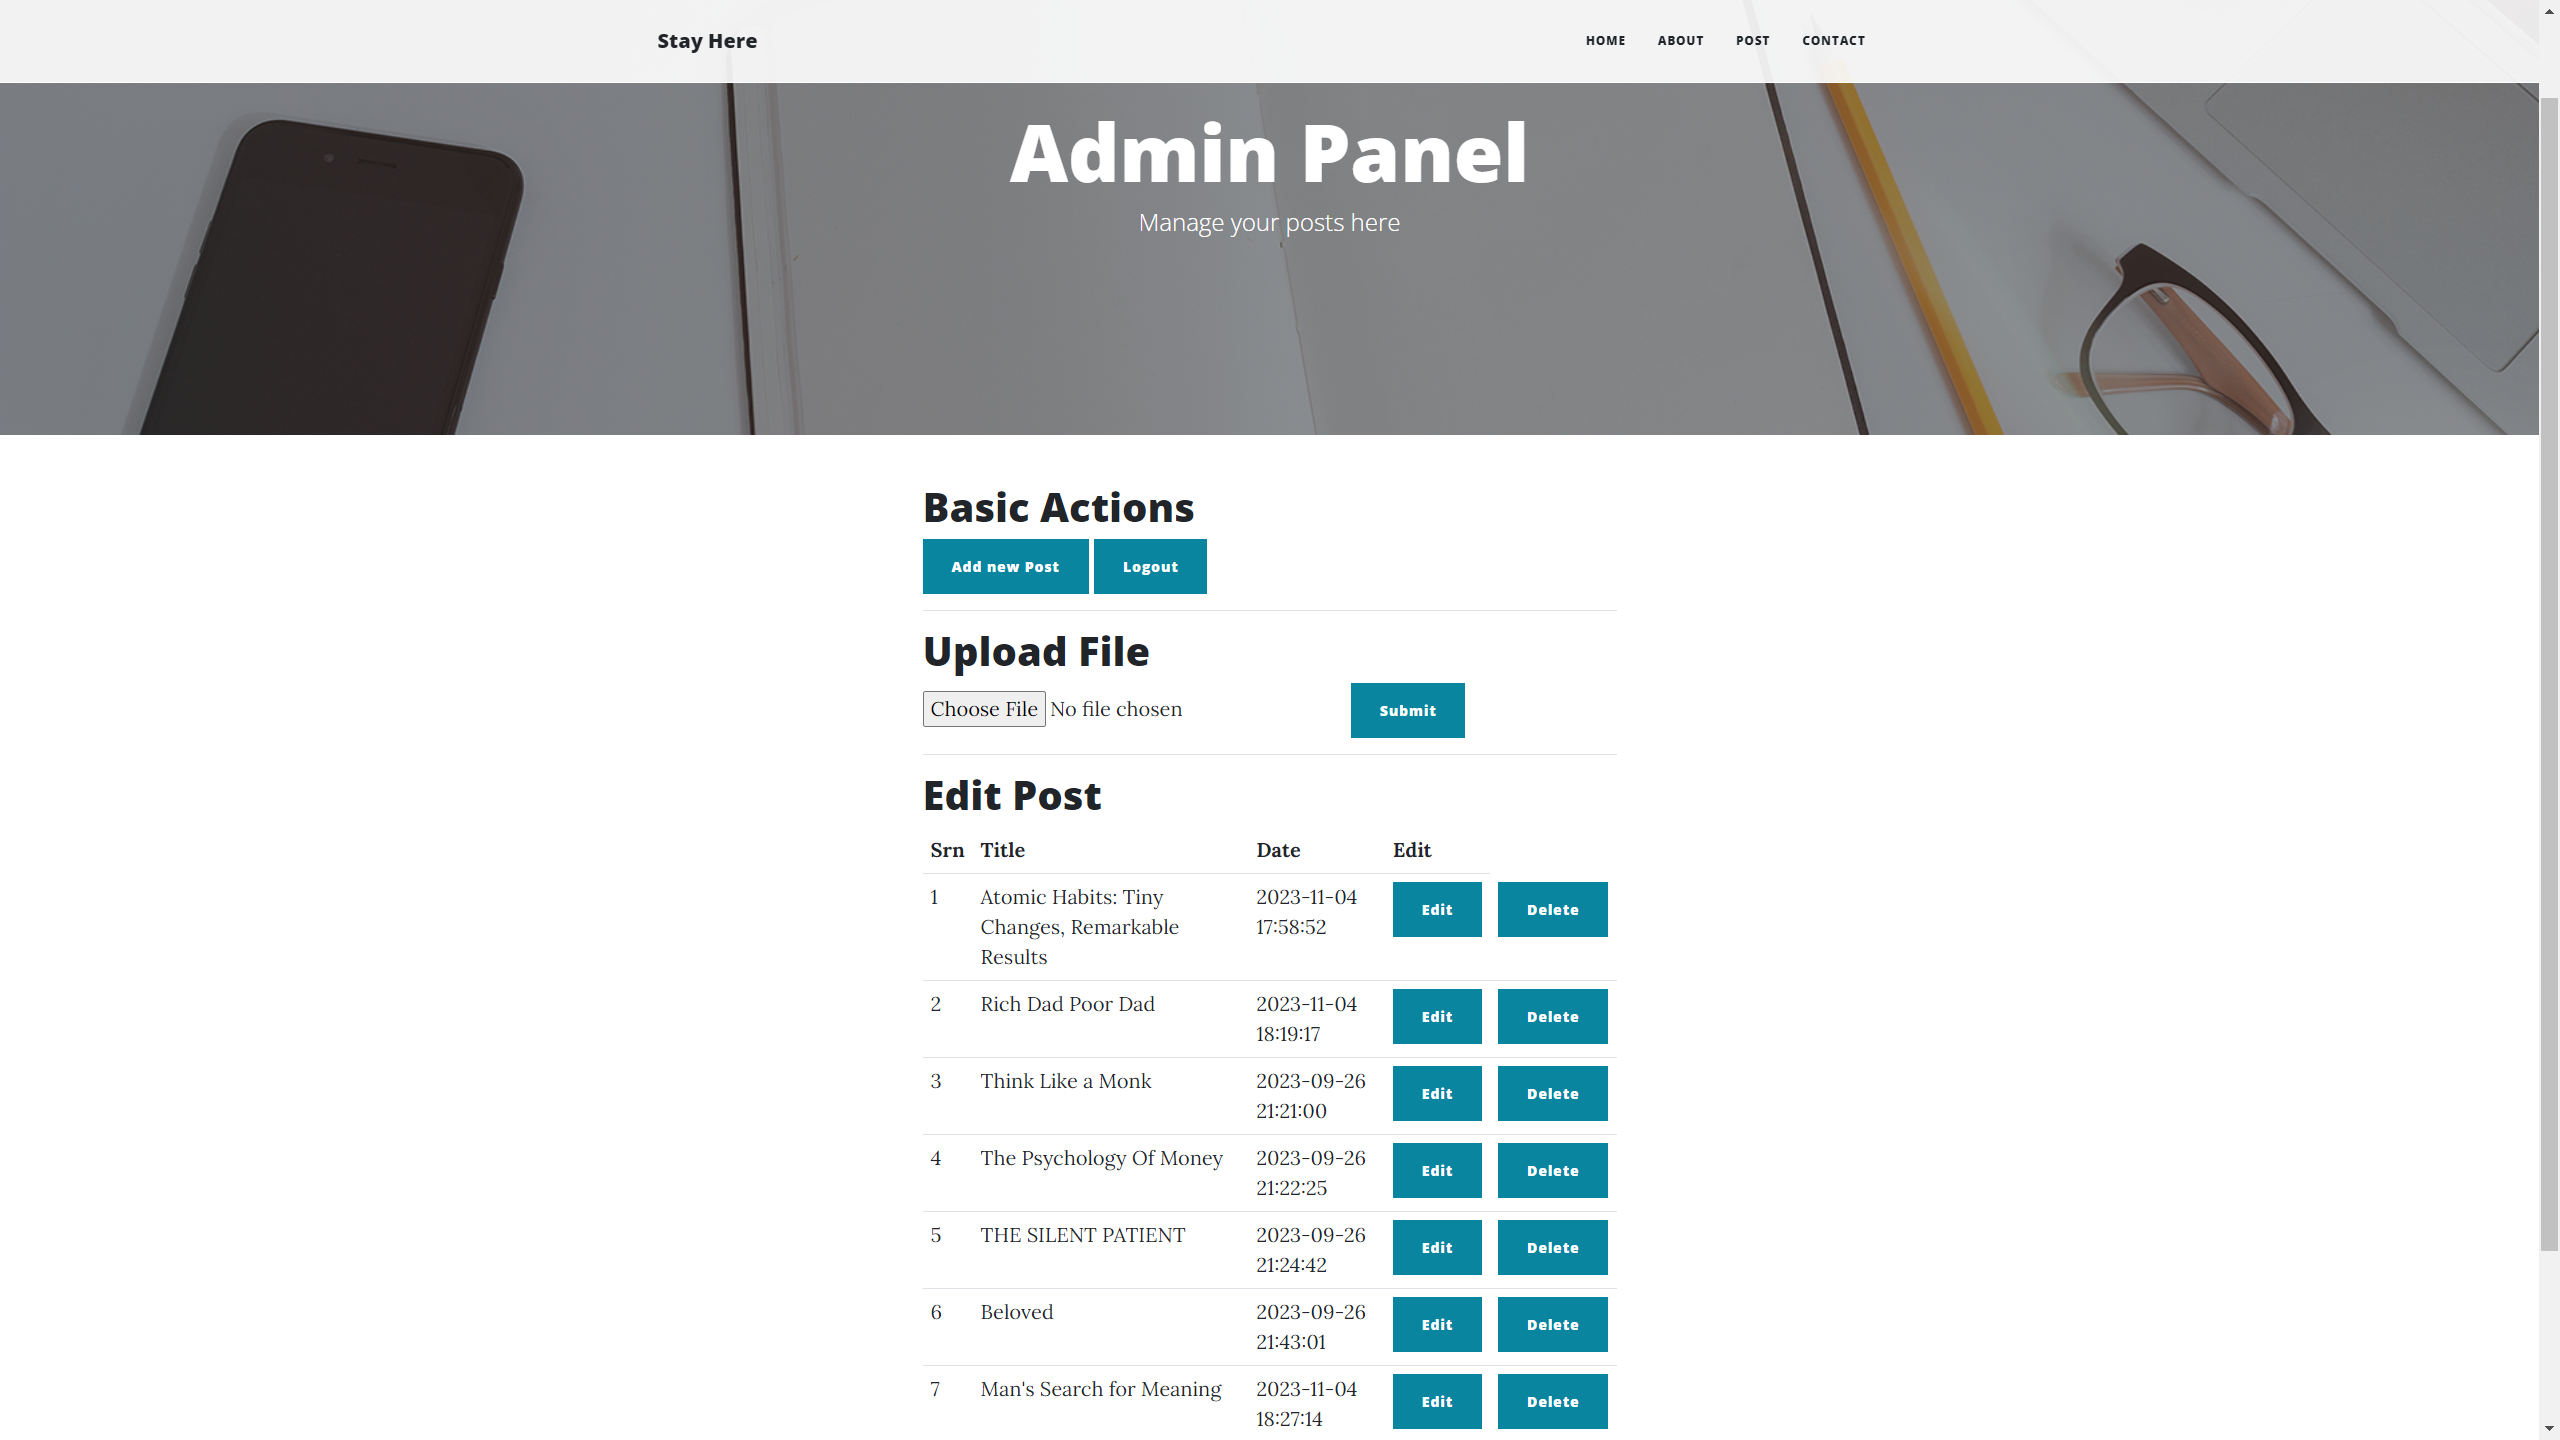 Stay Here
HOME ABOUT POST CONTACT
Admin Panel
Manage your posts here
Basic Actions
Add new Post Logout
Upload File
Choose File No file chosen Submit
Edit Post
Srn Title Date Edit
1 Atomic Habits: Tiny 2023-11-04 Edit Delete
Changes, Remarkable 17:58:52
Results
2 Rich Dad Poor Dad 2023-11-04 Edit Delete
18:19:17
3 Think Like a Monk 2023-09-26 Edit Delete
21:21:00
4 The Psychology Of Money 2023-09-26 Edit Delete
21:22:25
5 THE SILENT PATIENT 2023-09-26 Edit Delete
21:24:42
6 Beloved 2023-09-26 Edit Delete
21:43:01
7 Man's Search for Meaning 2023-11-04 Edit Delete
18:27:14